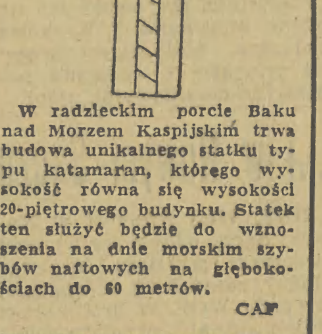 W radzieckim porcie Baku
nad Morzem Kaspijskim trwa
budowa unikalnego statku ty-
pu katamaran, którego wy-
sokość równa się wysokości
20-piętrowego budynku. Statek
ten służyć będzie do wzno-
szenia na dnie morskim szy-
bów naftowych na głęboko-
ściach do 60 metrów.
CAF